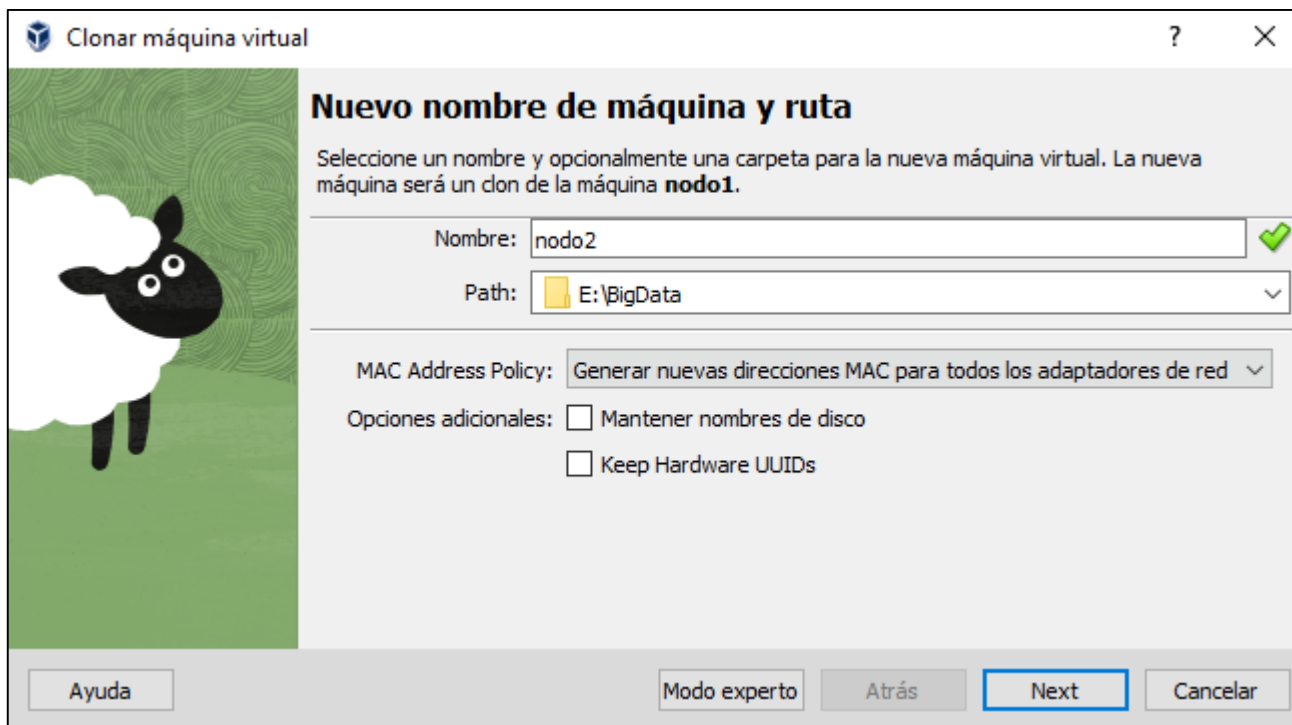 Clonar máquina virtual
?
Nuevo nombre de máquina y ruta
Seleccione un nombre y opcionalmente una carpeta para la nueva máquina virtual. La nueva
máquina será un clon de la máquina nodo1.
Nombre: nodo2
Path: E:\BigData
MAC Address Policy: Generar nuevas direcciones MAC para todos los adaptadores de red
Opciones adicionales: Mantener nombres de disco
Keep Hardware UUIDs
Ayuda Modo experto Atrás Next Cancelar